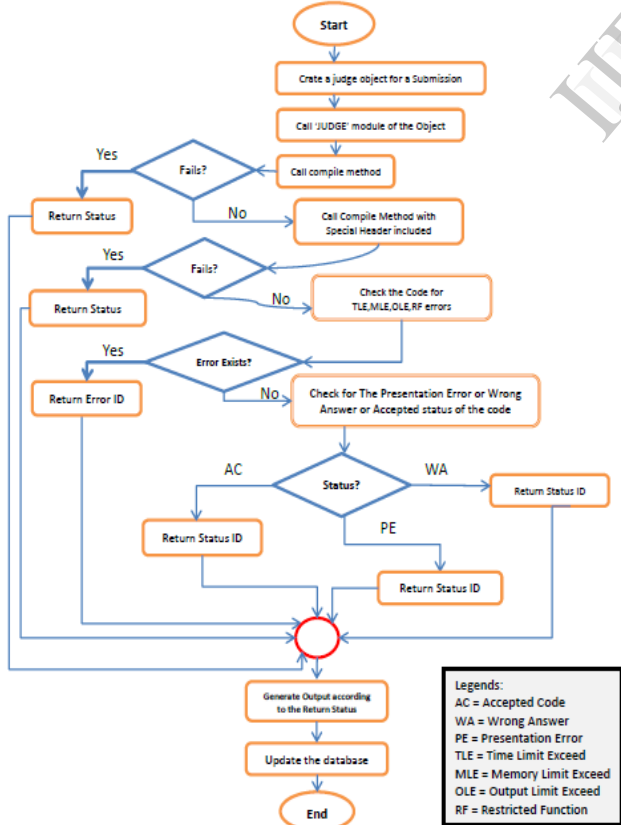 Start
Crate a judge object for a Submission
Call 'JUDGE' module of the Object
Call compile method
Yes
Fails?
Return Status
No
Call Compile Method with
Special Header included
Yes
Fails?
Return Status
No
Check the Code for
TLE,MLE,OLE,RF errors
Yes
Error Exists?
Return Error ID
No
Check for The Presentation Error or Wrong
Answer or Accepted status of the code
AC
Status?
WA
Return Status ID
Return Status ID
PE
Return Status ID
Generate Output according
to the Return Status
Update the database
End
Legends:
AC = Accepted Code
WA = Wrong Answer
PE = Presentation Error
TLE = Time Limit Exceed
MLE = Memory Limit Exceed
OLE = Output Limit Exceed
RF = Restricted Function